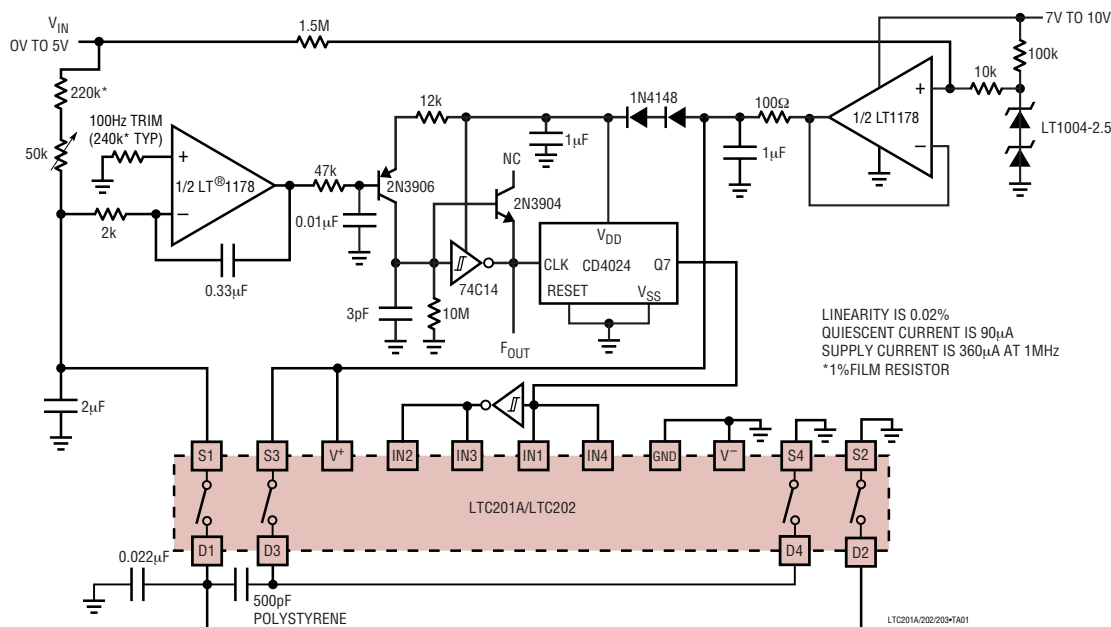 VIN
0V TO 5V
1.5M
7V TO 10V
100k
10k
LT1004-2.5
220k*
50k
100Hz TRIM
(240k* TYP)
+
1/2 LT®1178
−
2k
0.33µF
47k
0.01µF
12k
2N3906
NC
2N3904
1µF
1N4148
100Ω
1µF
+
1/2 LT1178
−
74C14
3pF
10M
FOUT
VDD
CLK
CD4024
Q7
RESET
VSS
LINEARITY IS 0.02%
QUIESCENT CURRENT IS 90µA
SUPPLY CURRENT IS 360µA AT 1MHz
*1%FILM RESISTOR
2µF
S1
S3
V+
IN2
IN3
IN1
IN4
GND
V−
S4
S2
LTC201A/LTC202
D1
D3
D4
D2
0.022µF
500pF
POLYSTYRENE
LTC201A/202/203•TA01